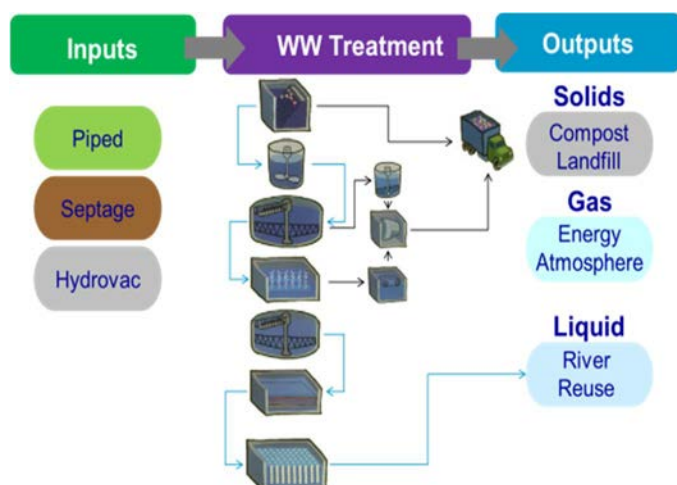 Inputs
WW Treatment
Outputs
Piped
Septage
Hydrovac
Solids
Compost
Landfill
Gas
Energy
Atmosphere
Liquid
River
Reuse